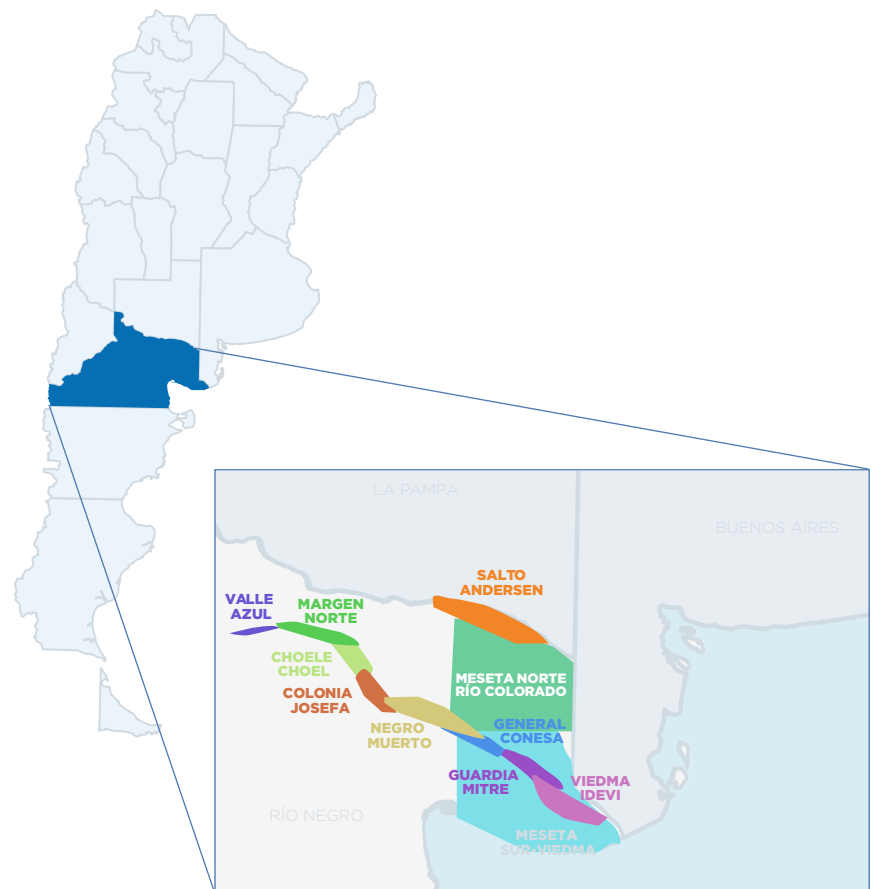 LA PAMPA
BUENOS AIRES
SALTO
ANDERSEN
VALLE
AZUL
MARGEN
NORTE
CHOELE
CHOEL
MESETA NORTE
RÍO COLORADO
COLONIA
JOSEFA
NEGRO
MUERTO
GENERAL
CONESA
GUARDIA
MITRE
VIEDMA
IDEVI
RÍO NEGRO
MESETA
SUR-VIEDMA